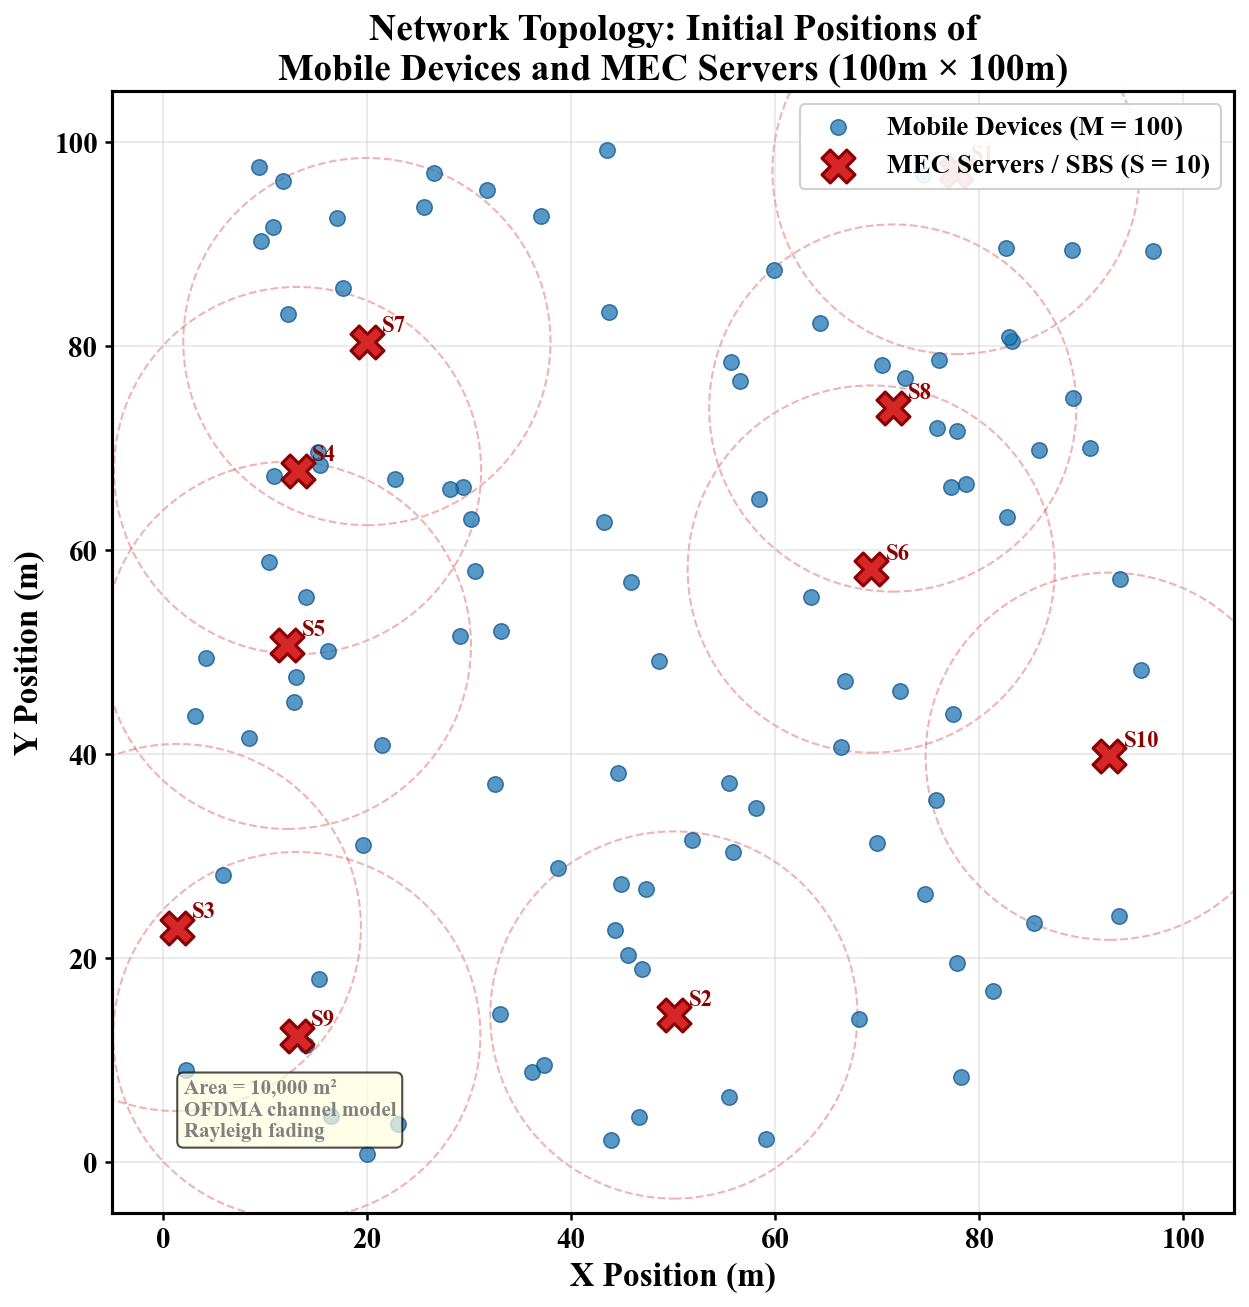 Network Topology: Initial Positions of
Mobile Devices and MEC Servers (100m × 100m)
Mobile Devices (M = 100)
MEC Servers / SBS (S = 10)
S1
S7
S8
S4
S6
S5
S10
S3
S2
S9
Area = 10,000 m²
OFDMA channel model
Rayleigh fading
100
80
60
40
20
0
Y Position (m)
0 20 40 60 80 100
X Position (m)